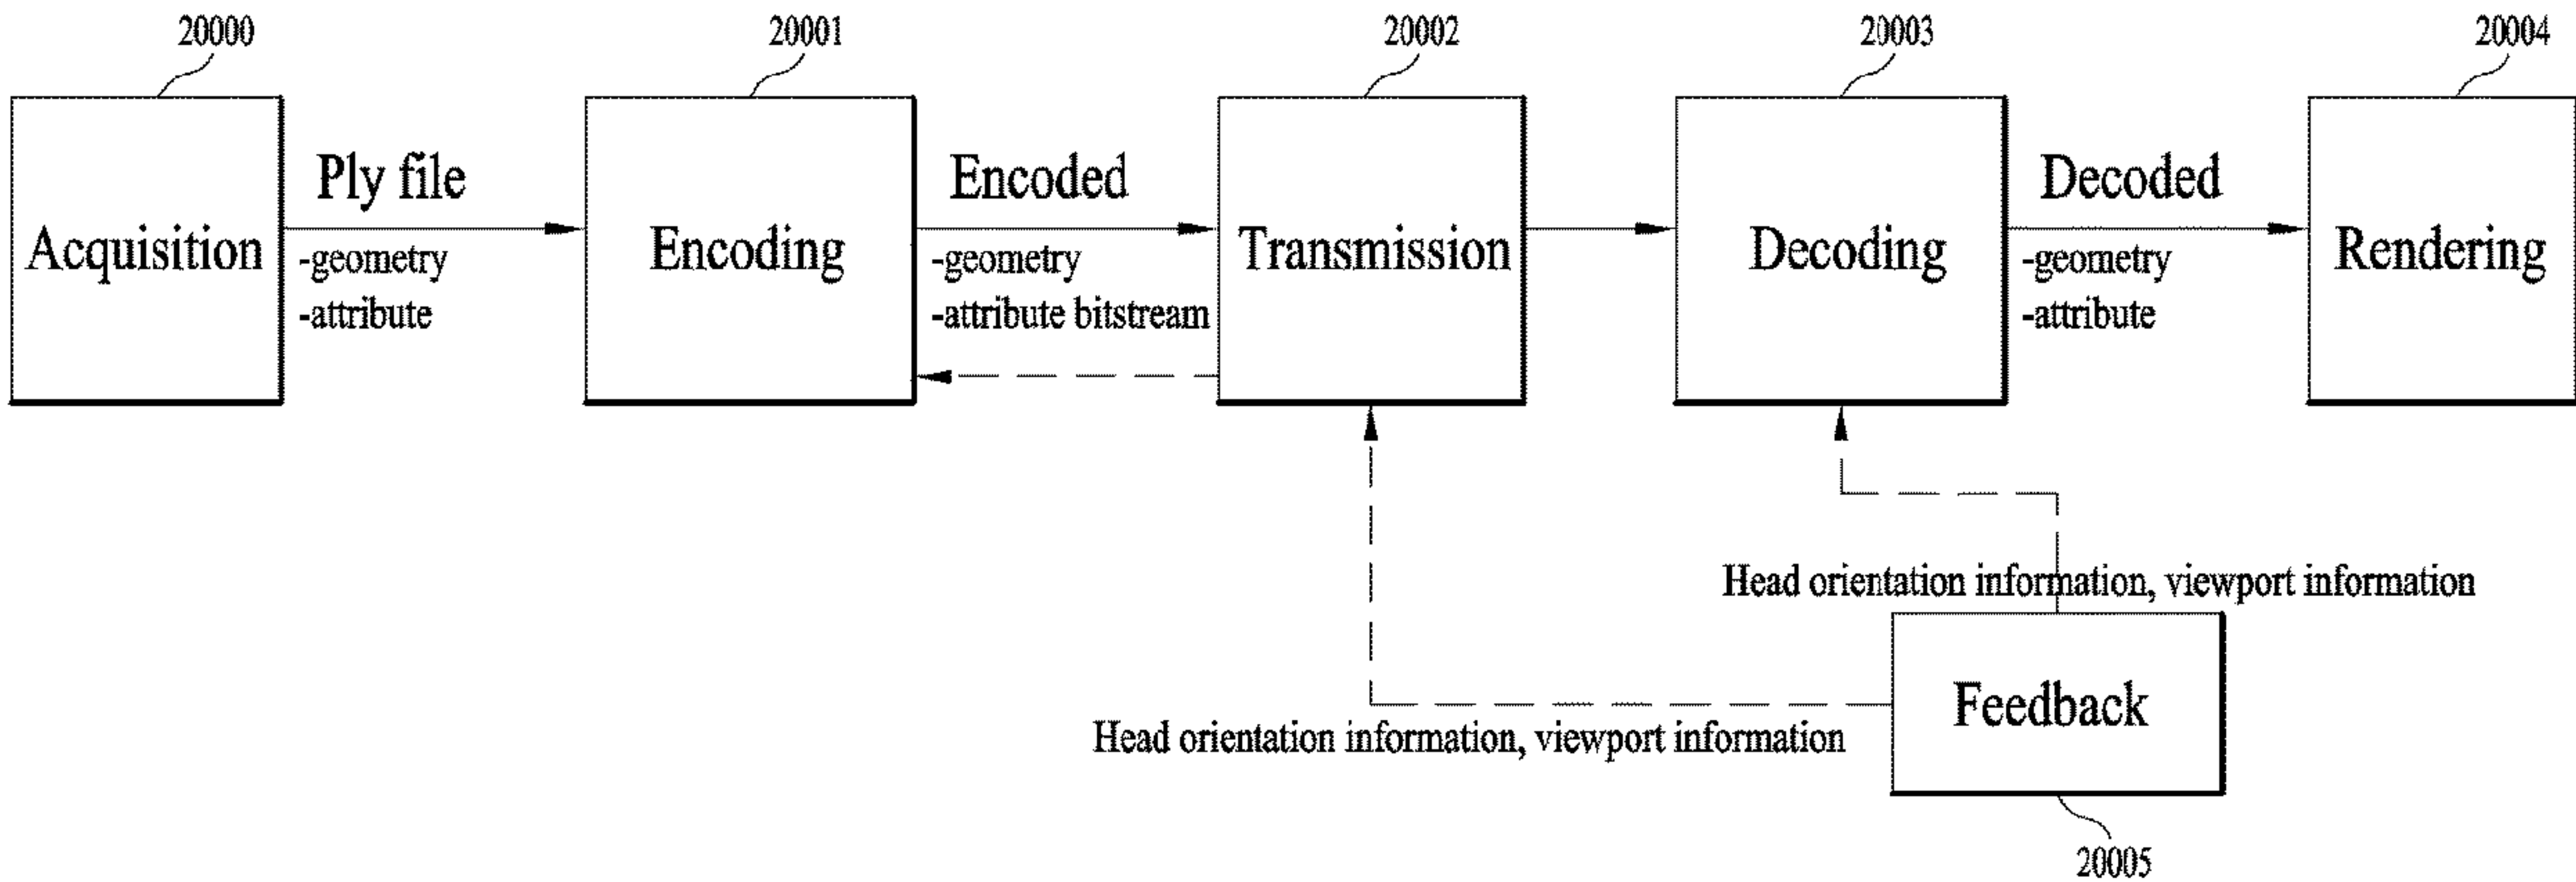 20000
20001
20002
20003
20004
Acquisition
Ply file
-geometry
-attribute
Encoding
Encoded
-geometry
-attribute bitstream
Transmission
Decoding
Decoded
-geometry
-attribute
Rendering
Head orientation information, viewport information
Feedback
Head orientation information, viewport information
20005